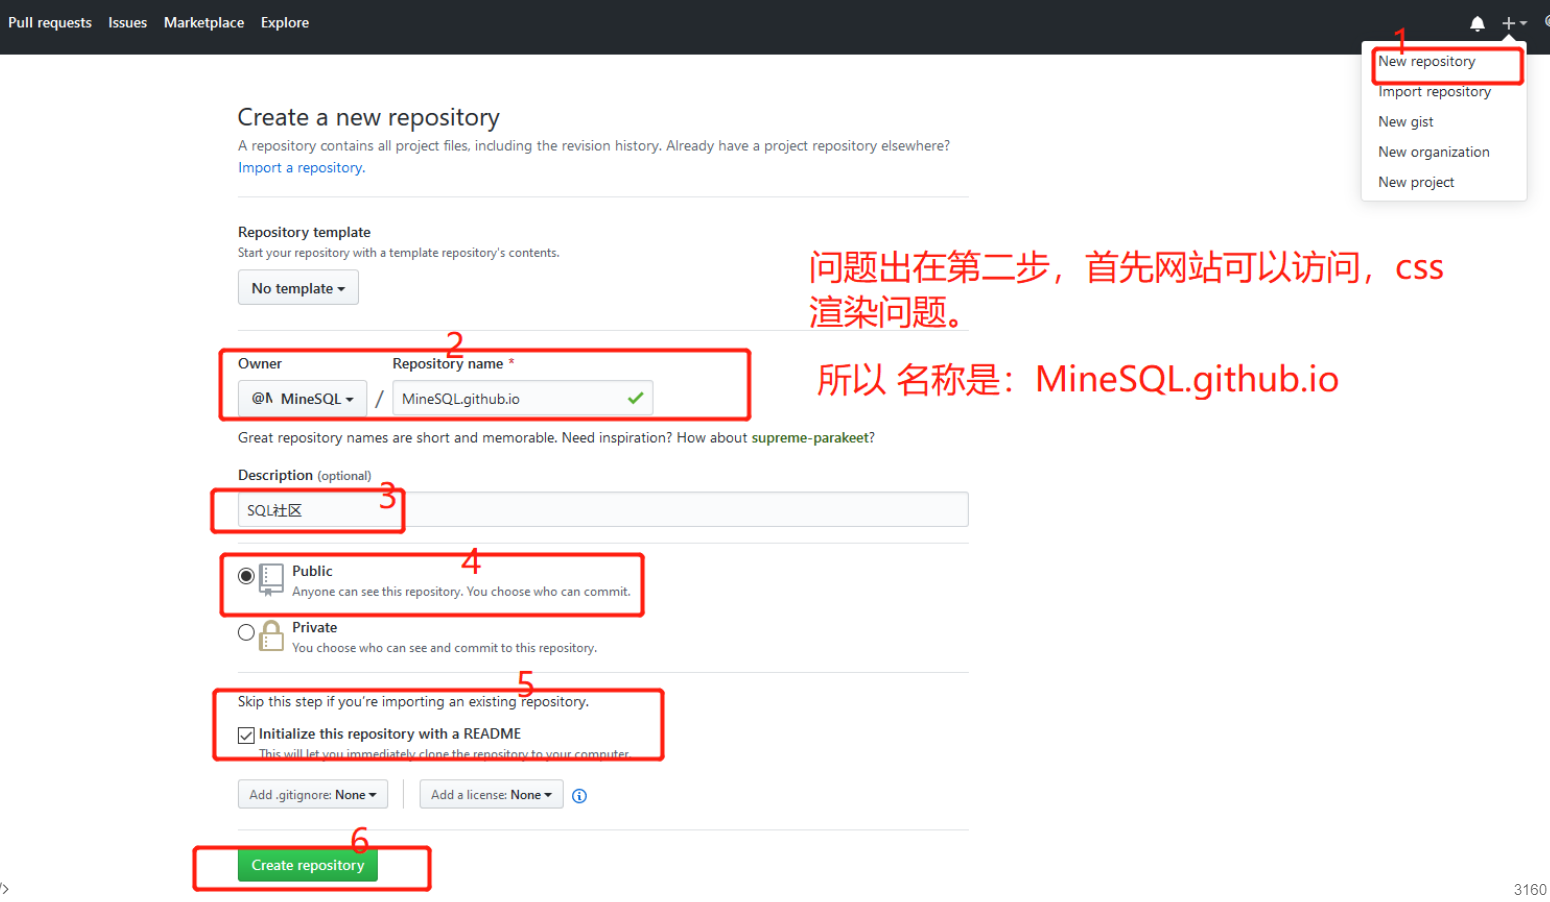 Pull requests Issues Marketplace Explore
1
New repository
Import repository
New gist
New organization
New project
Create a new repository
A repository contains all project files, including the revision history. Already have a project repository elsewhere?
Import a repository.
Repository template
Start your repository with a template repository's contents.
No template
问题出在第二步，首先网站可以访问，css
渲染问题。
所以 名称是：MineSQL.github.io
2
Owner Repository name *
@M MineSQL / MineSQL.github.io
Great repository names are short and memorable. Need inspiration? How about supreme-parakeet?
Description (optional)
3
SQL社区
4
Public
Anyone can see this repository. You choose who can commit.
Private
You choose who can see and commit to this repository.
5
Skip this step if you're importing an existing repository.
Initialize this repository with a README
This will let you immediately clone the repository to your computer.
Add .gitignore: None Add a license: None
6
Create repository
/>
3160